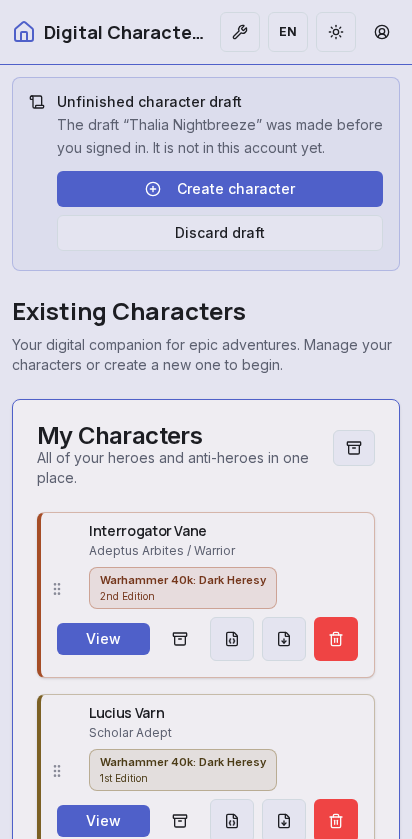 Digital Characte...
EN
Unfinished character draft
The draft “Thalia Nightbreeze” was made before
you signed in. It is not in this account yet.
Create character
Discard draft
Existing Characters
Your digital companion for epic adventures. Manage your
characters or create a new one to begin.
My Characters
All of your heroes and anti-heroes in one
place.
Interrogator Vane
Adeptus Arbites / Warrior
Warhammer 40k: Dark Heresy
2nd Edition
View
Lucius Varn
Scholar Adept
Warhammer 40k: Dark Heresy
1st Edition
View